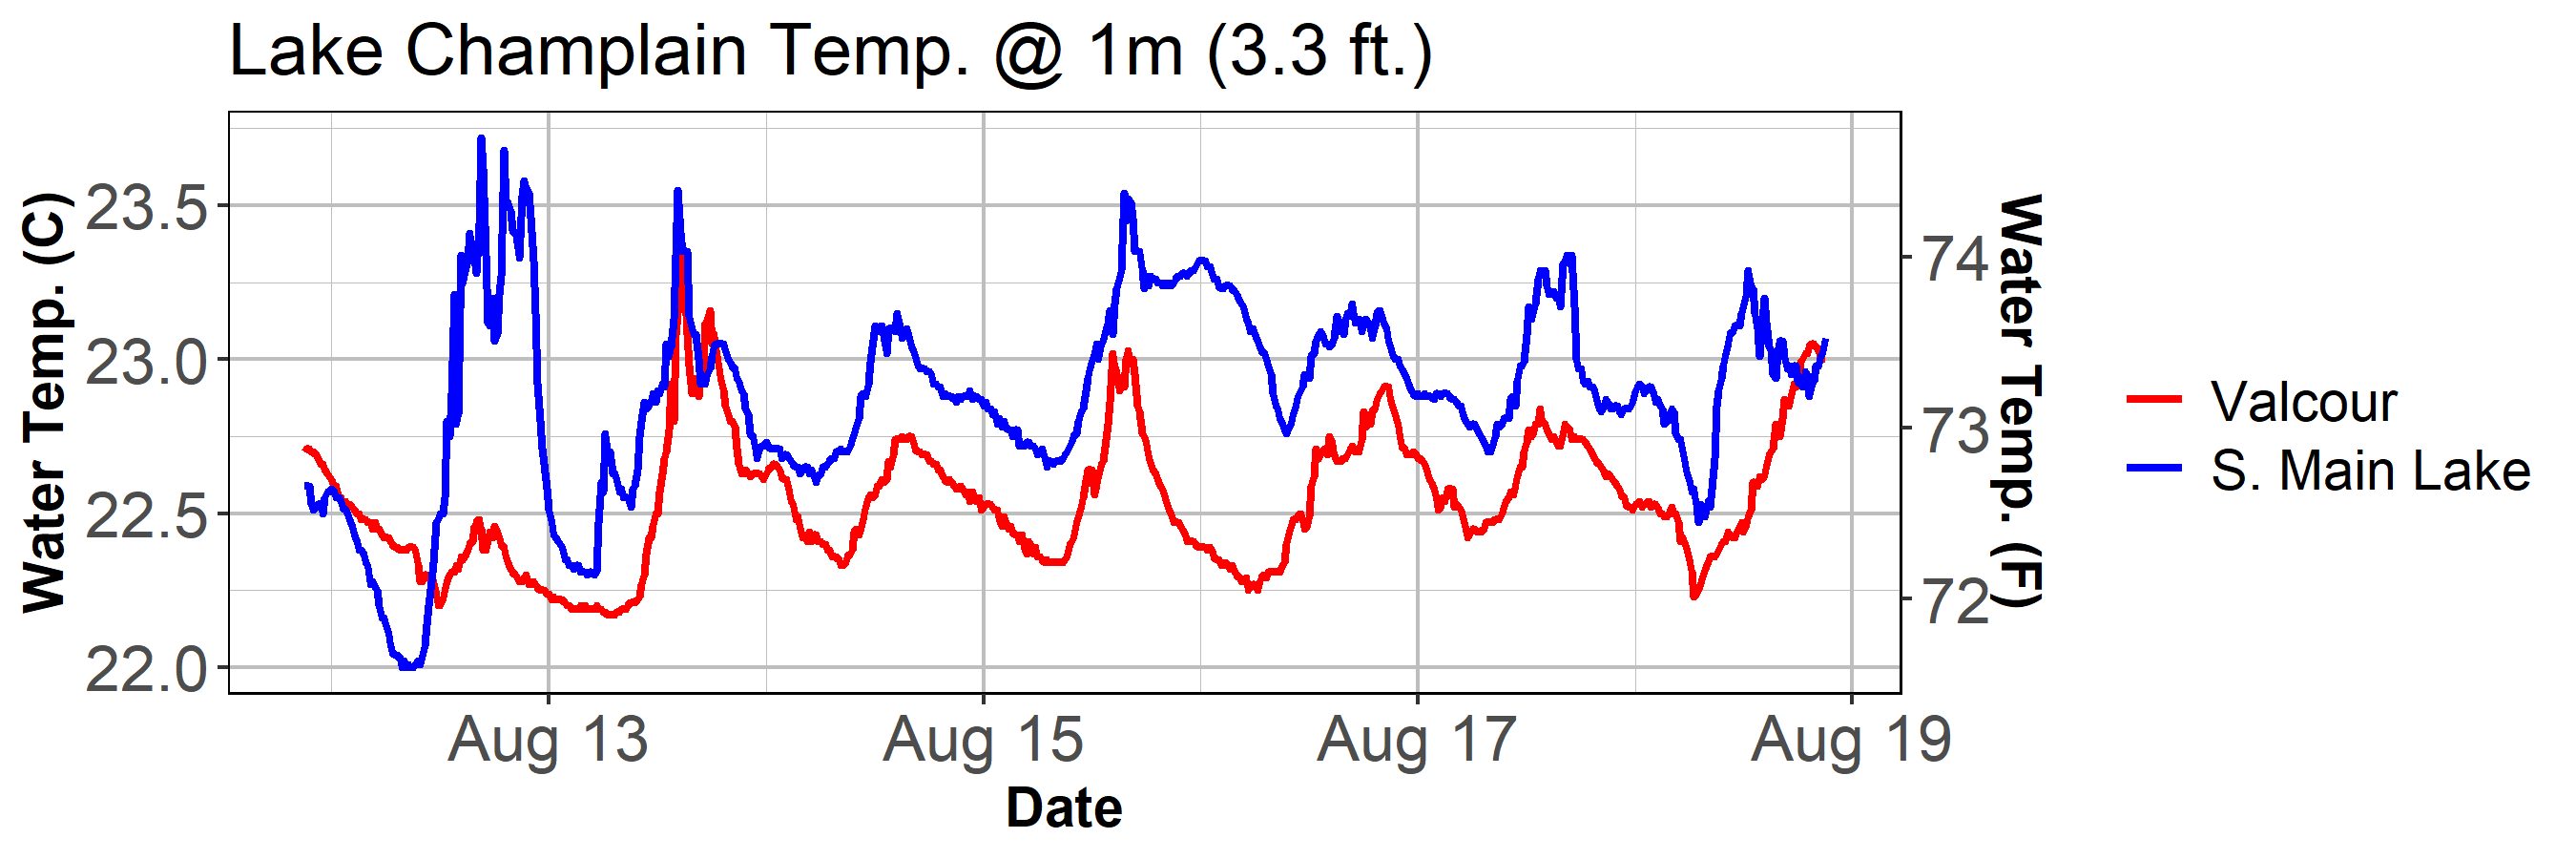 Lake Champlain Temp. @ 1m (3.3 ft.)
Water Temp. (C)
23.5
23.0
22.5
22.0
74
73
72
Water Temp. (F)
Aug 13
Aug 15
Aug 17
Aug 19
Date
Valcour
S. Main Lake